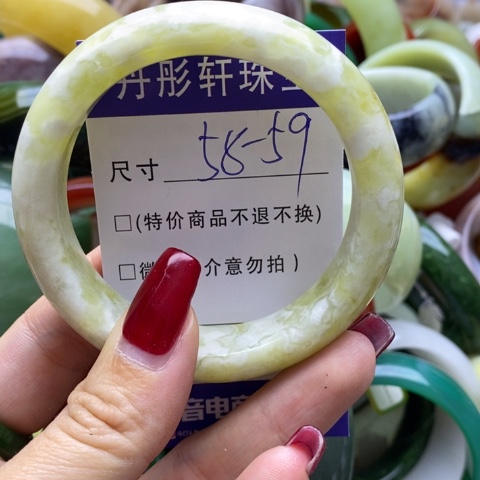 丹彤轩珠
尺寸 58-59
□(特价商品不退不换)
□微 介意勿拍)
音电商